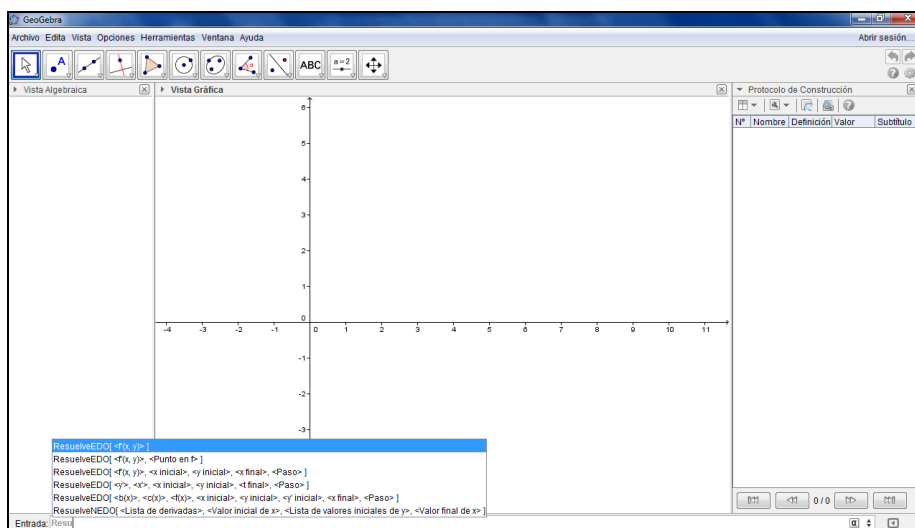 GeoGebra
Archivo Edita Vista Opciones Herramientas Ventana Ayuda
Abrir sesión...
A
ABC
a=2
Vista Algebraica
Vista Gráfica
Protocolo de Construcción
Nº Nombre Definición Valor Subtítulo
6
5
4
3
2
1
0
-4 -3 -2 -1 0 1 2 3 4 5 6 7 8 9 10 11
-1
-2
-3
ResuelveEDO[ <f'(x, y)> ]
ResuelveEDO[ <f'(x, y)>, <Punto en f> ]
ResuelveEDO[ <f'(x, y)>, <x inicial>, <y inicial>, <x final>, <Paso> ]
ResuelveEDO[ <y'>, <x'>, <x inicial>, <y inicial>, <t final>, <Paso> ]
ResuelveEDO[ <b(x)>, <c(x)>, <f(x)>, <x inicial>, <y inicial>, <y' inicial>, <x final>, <Paso> ]
ResuelveNEDO[ <Lista de derivadas>, <Valor inicial de x>, <Lista de valores iniciales de y>, <Valor final de x> ]
0 / 0
Entrada: Resu
α